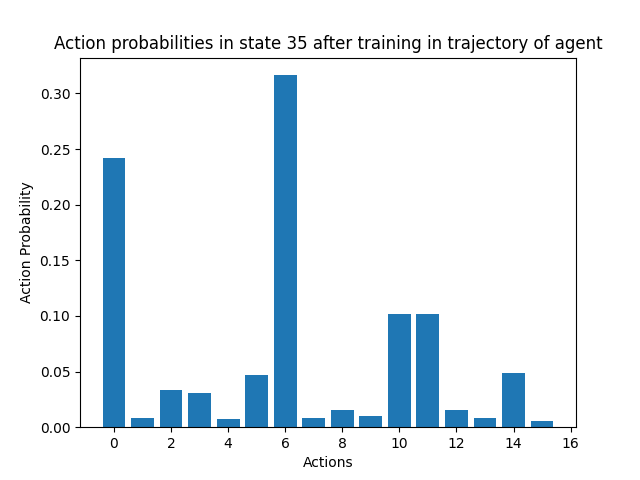 Action probabilities in state 35 after training in trajectory of agent
0.30
0.25
0.20
0.15
0.10
0.05
0.00
Action Probability
0 2 4 6 8 10 12 14 16
Actions